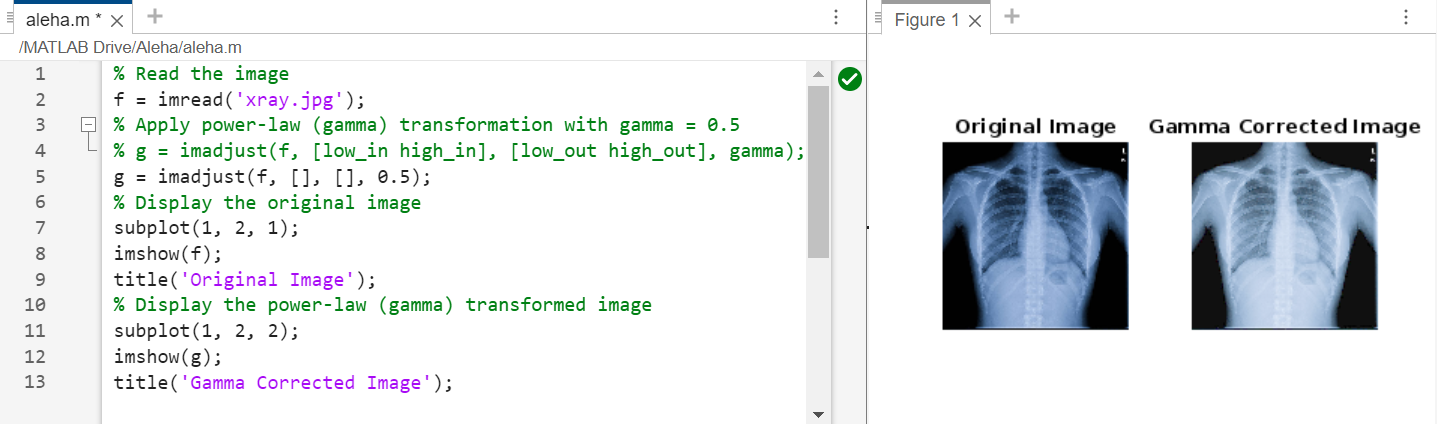 aleha.m *
/MATLAB Drive/Aleha/aleha.m
1 % Read the image
2 f = imread('xray.jpg');
3 % Apply power-law (gamma) transformation with gamma = 0.5
4 % g = imadjust(f, [low_in high_in], [low_out high_out], gamma);
5 g = imadjust(f, [], [], 0.5);
6 % Display the original image
7 subplot(1, 2, 1);
8 imshow(f);
9 title('Original Image');
10 % Display the power-law (gamma) transformed image
11 subplot(1, 2, 2);
12 imshow(g);
13 title('Gamma Corrected Image');
Figure 1
Original Image
Gamma Corrected Image